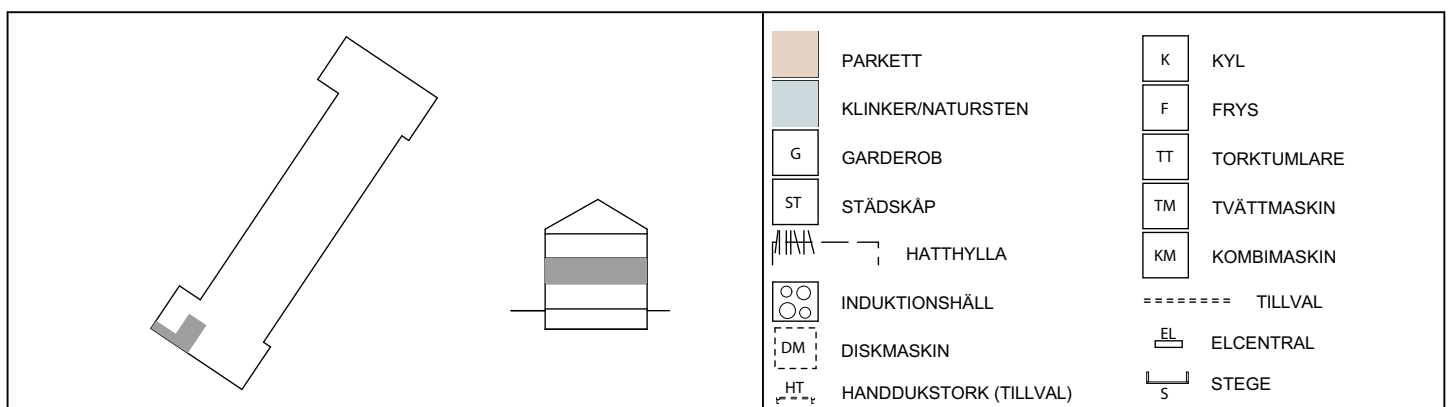 PARKETT
KLINKER/NATURSTEN
G GARDEROB
ST STÄDSKÅP
HATTHYLLA
INDUKTIONSHÄLL
DM DISKMASKIN
HT HANDDUKSTORK (TILLVAL)
K KYL
F FRYS
TT TORKTUMLARE
TM TVÄTTMASKIN
KM KOMBIMASKIN
TILLVAL
EL ELCENTRAL
S STEGE